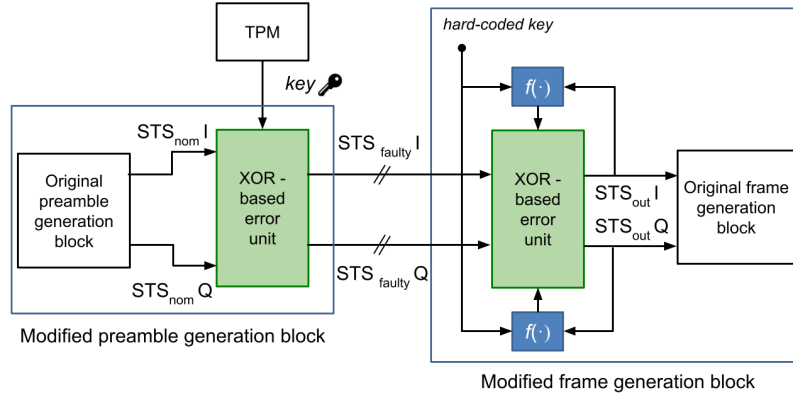 TPM
key
hard-coded key
f(·)
STS nom I
STS faulty I
Original
preamble
generation
block
XOR -
based
error
unit
XOR -
based
error
unit
STS out I
STS out Q
Original frame
generation
block
STS nom Q
STS faulty Q
f(·)
Modified preamble generation block
Modified frame generation block